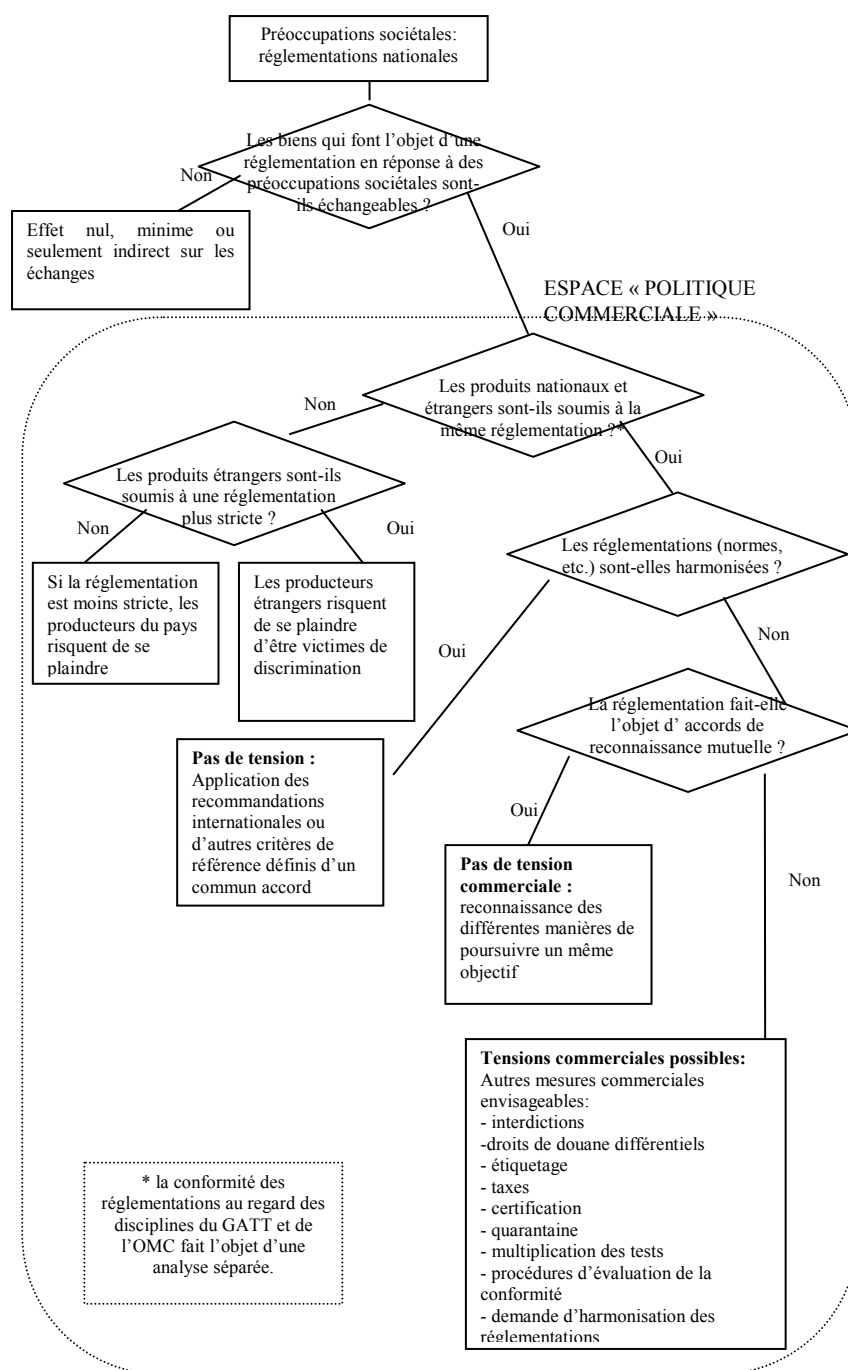 Préoccupations sociétales:
réglementations nationales
Les biens qui font l’objet d’une
réglementation en réponse à des
préoccupations sociétales sont-
ils échangeables ?
Non
Oui
Effet nul, minime ou
seulement indirect sur les
échanges
ESPACE « POLITIQUE
COMMERCIALE »
Les produits nationaux et
étrangers sont-ils soumis à la
même réglementation ?*
Non
Oui
Les produits étrangers sont-ils
soumis à une réglementation
plus stricte ?
Non
Oui
Si la réglementation
est moins stricte, les
producteurs du pays
risquent de se
plaindre
Les producteurs
étrangers risquent
de se plaindre
d’être victimes de
discrimination
Les réglementations (normes,
etc.) sont-elles harmonisées ?
Oui
Non
Pas de tension :
Application des
recommandations
internationales ou
d’autres critères de
référence définis d’un
commun accord
La réglementation fait-elle
l’objet d’ accords de
reconnaissance mutuelle ?
Oui
Non
Pas de tension
commerciale :
reconnaissance des
différentes manières de
poursuivre un même
objectif
Tensions commerciales possibles:
Autres mesures commerciales
envisageables:
- interdictions
-droits de douane différentiels
- étiquetage
- taxes
- certification
- quarantaine
- multiplication des tests
- procédures d’évaluation de la
conformité
- demande d’harmonisation des
réglementations
* la conformité des
réglementations au regard des
disciplines du GATT et de
l’OMC fait l’objet d’une
analyse séparée.